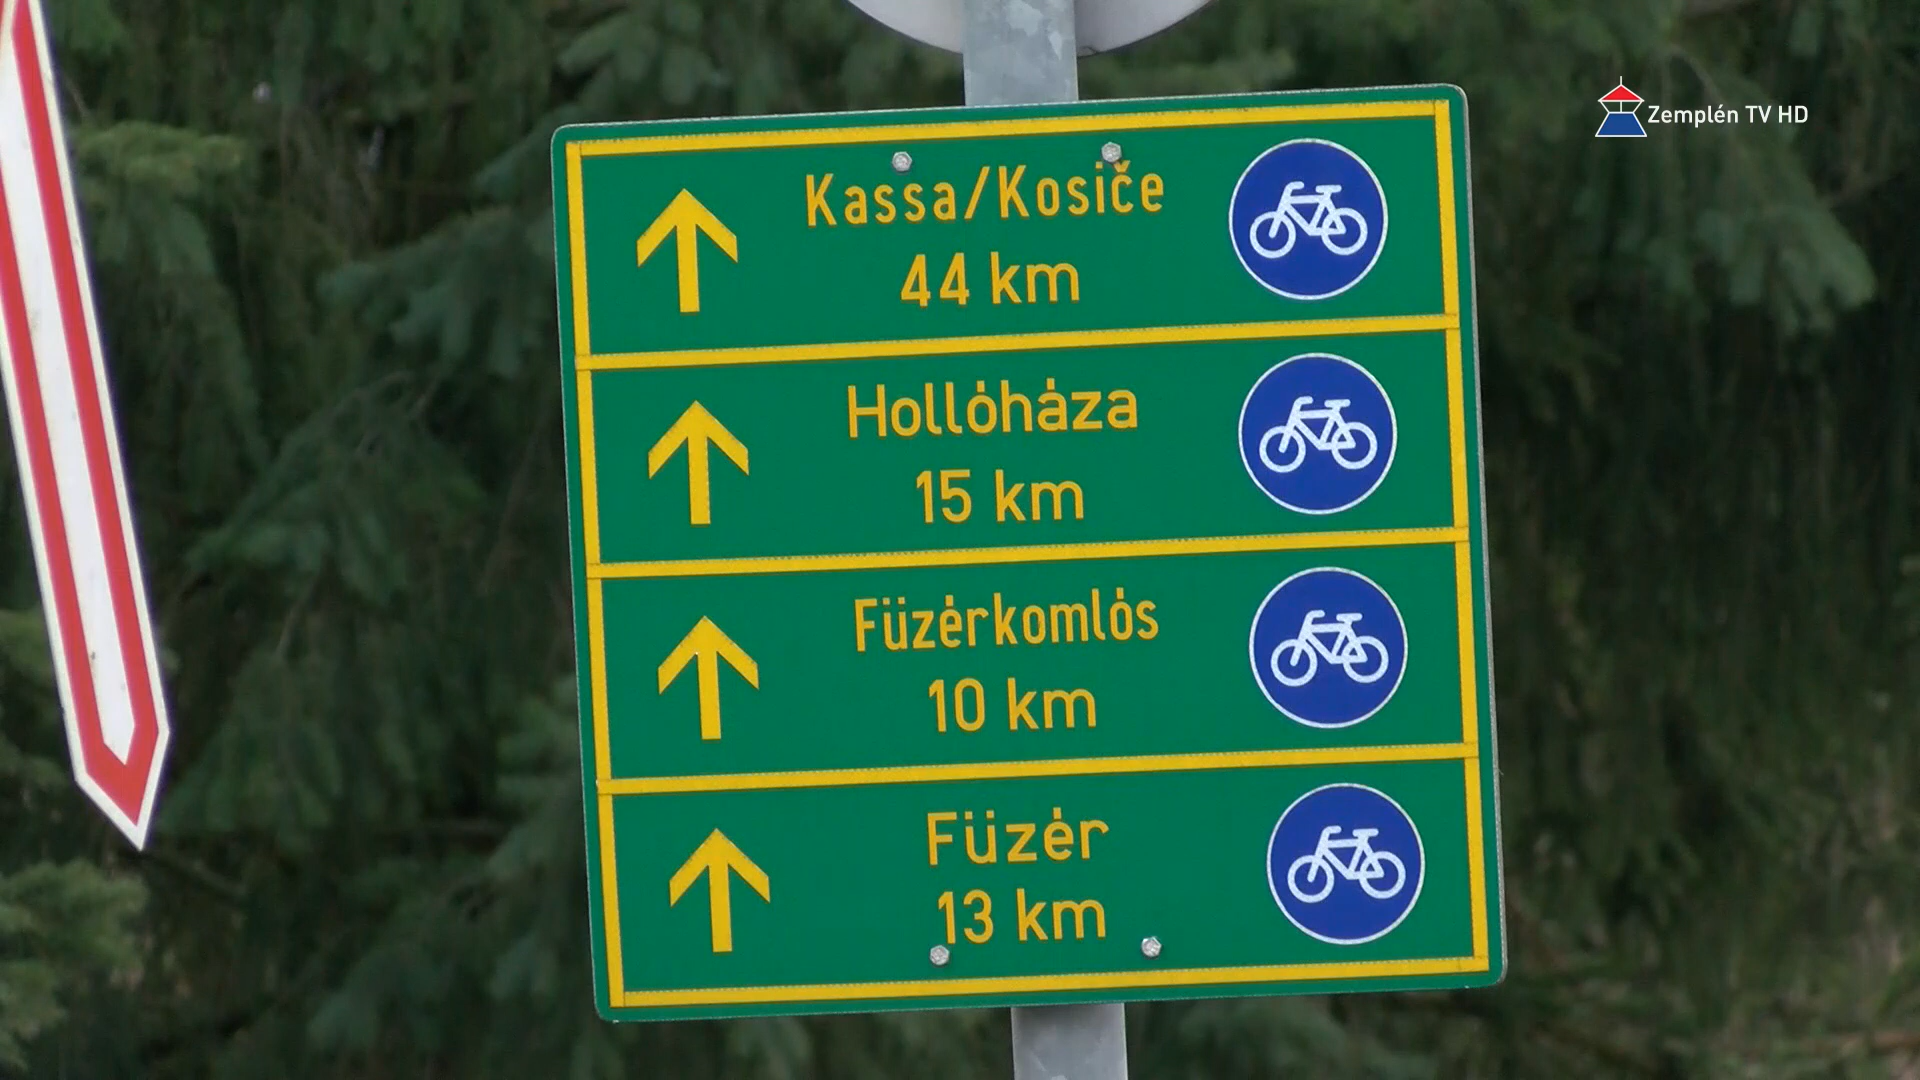 Zemplén TV HD
Kassa/Kosiče
44 km
Hollóháza
15 km
Füzérkomlós
10 km
Füzér
13 km